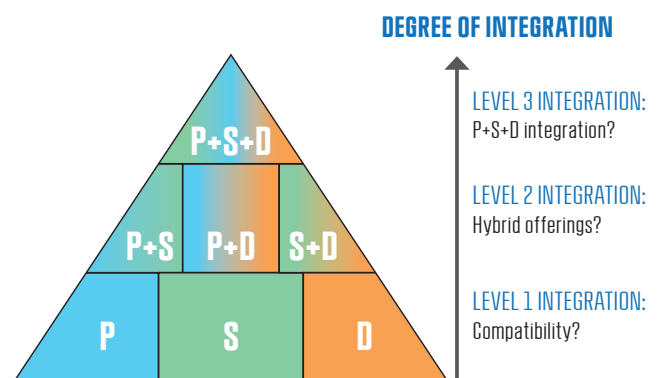 DEGREE OF INTEGRATION
LEVEL 3 INTEGRATION:
P+S+D integration?
P+S+D
LEVEL 2 INTEGRATION:
Hybrid offerings?
P+S P+D S+D
LEVEL 1 INTEGRATION:
Compatibility?
P S D